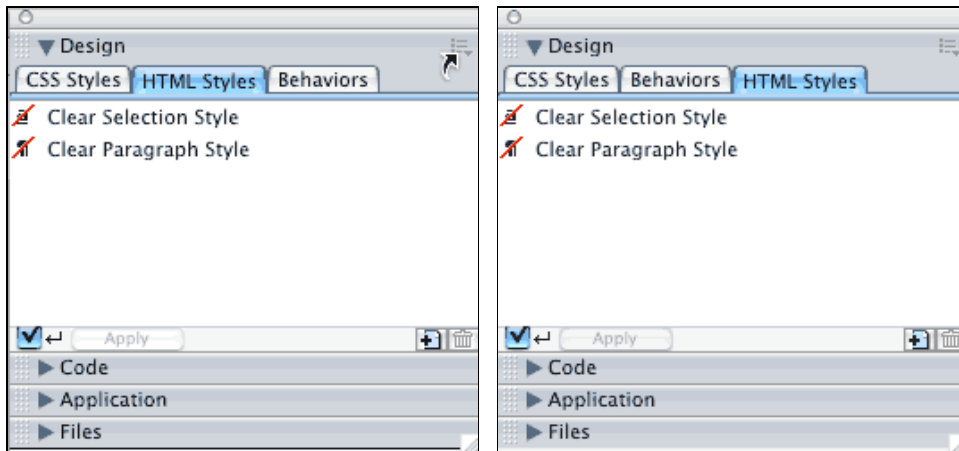 Design
CSS Styles HTML Styles Behaviors
Clear Selection Style
Clear Paragraph Style
Apply
Code
Application
Files
Design
CSS Styles Behaviors HTML Styles
Clear Selection Style
Clear Paragraph Style
Apply
Code
Application
Files